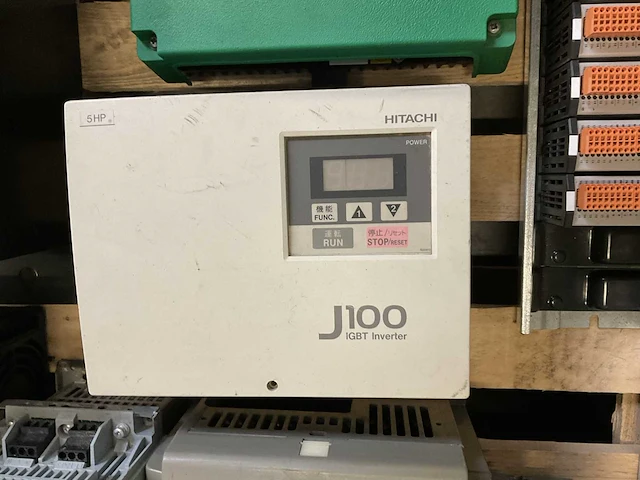 5HP
HITACHI
POWER
機能
FUNC.
1
2
運転
RUN
停止/リセット
STOP/RESET
J100
IGBT Inverter